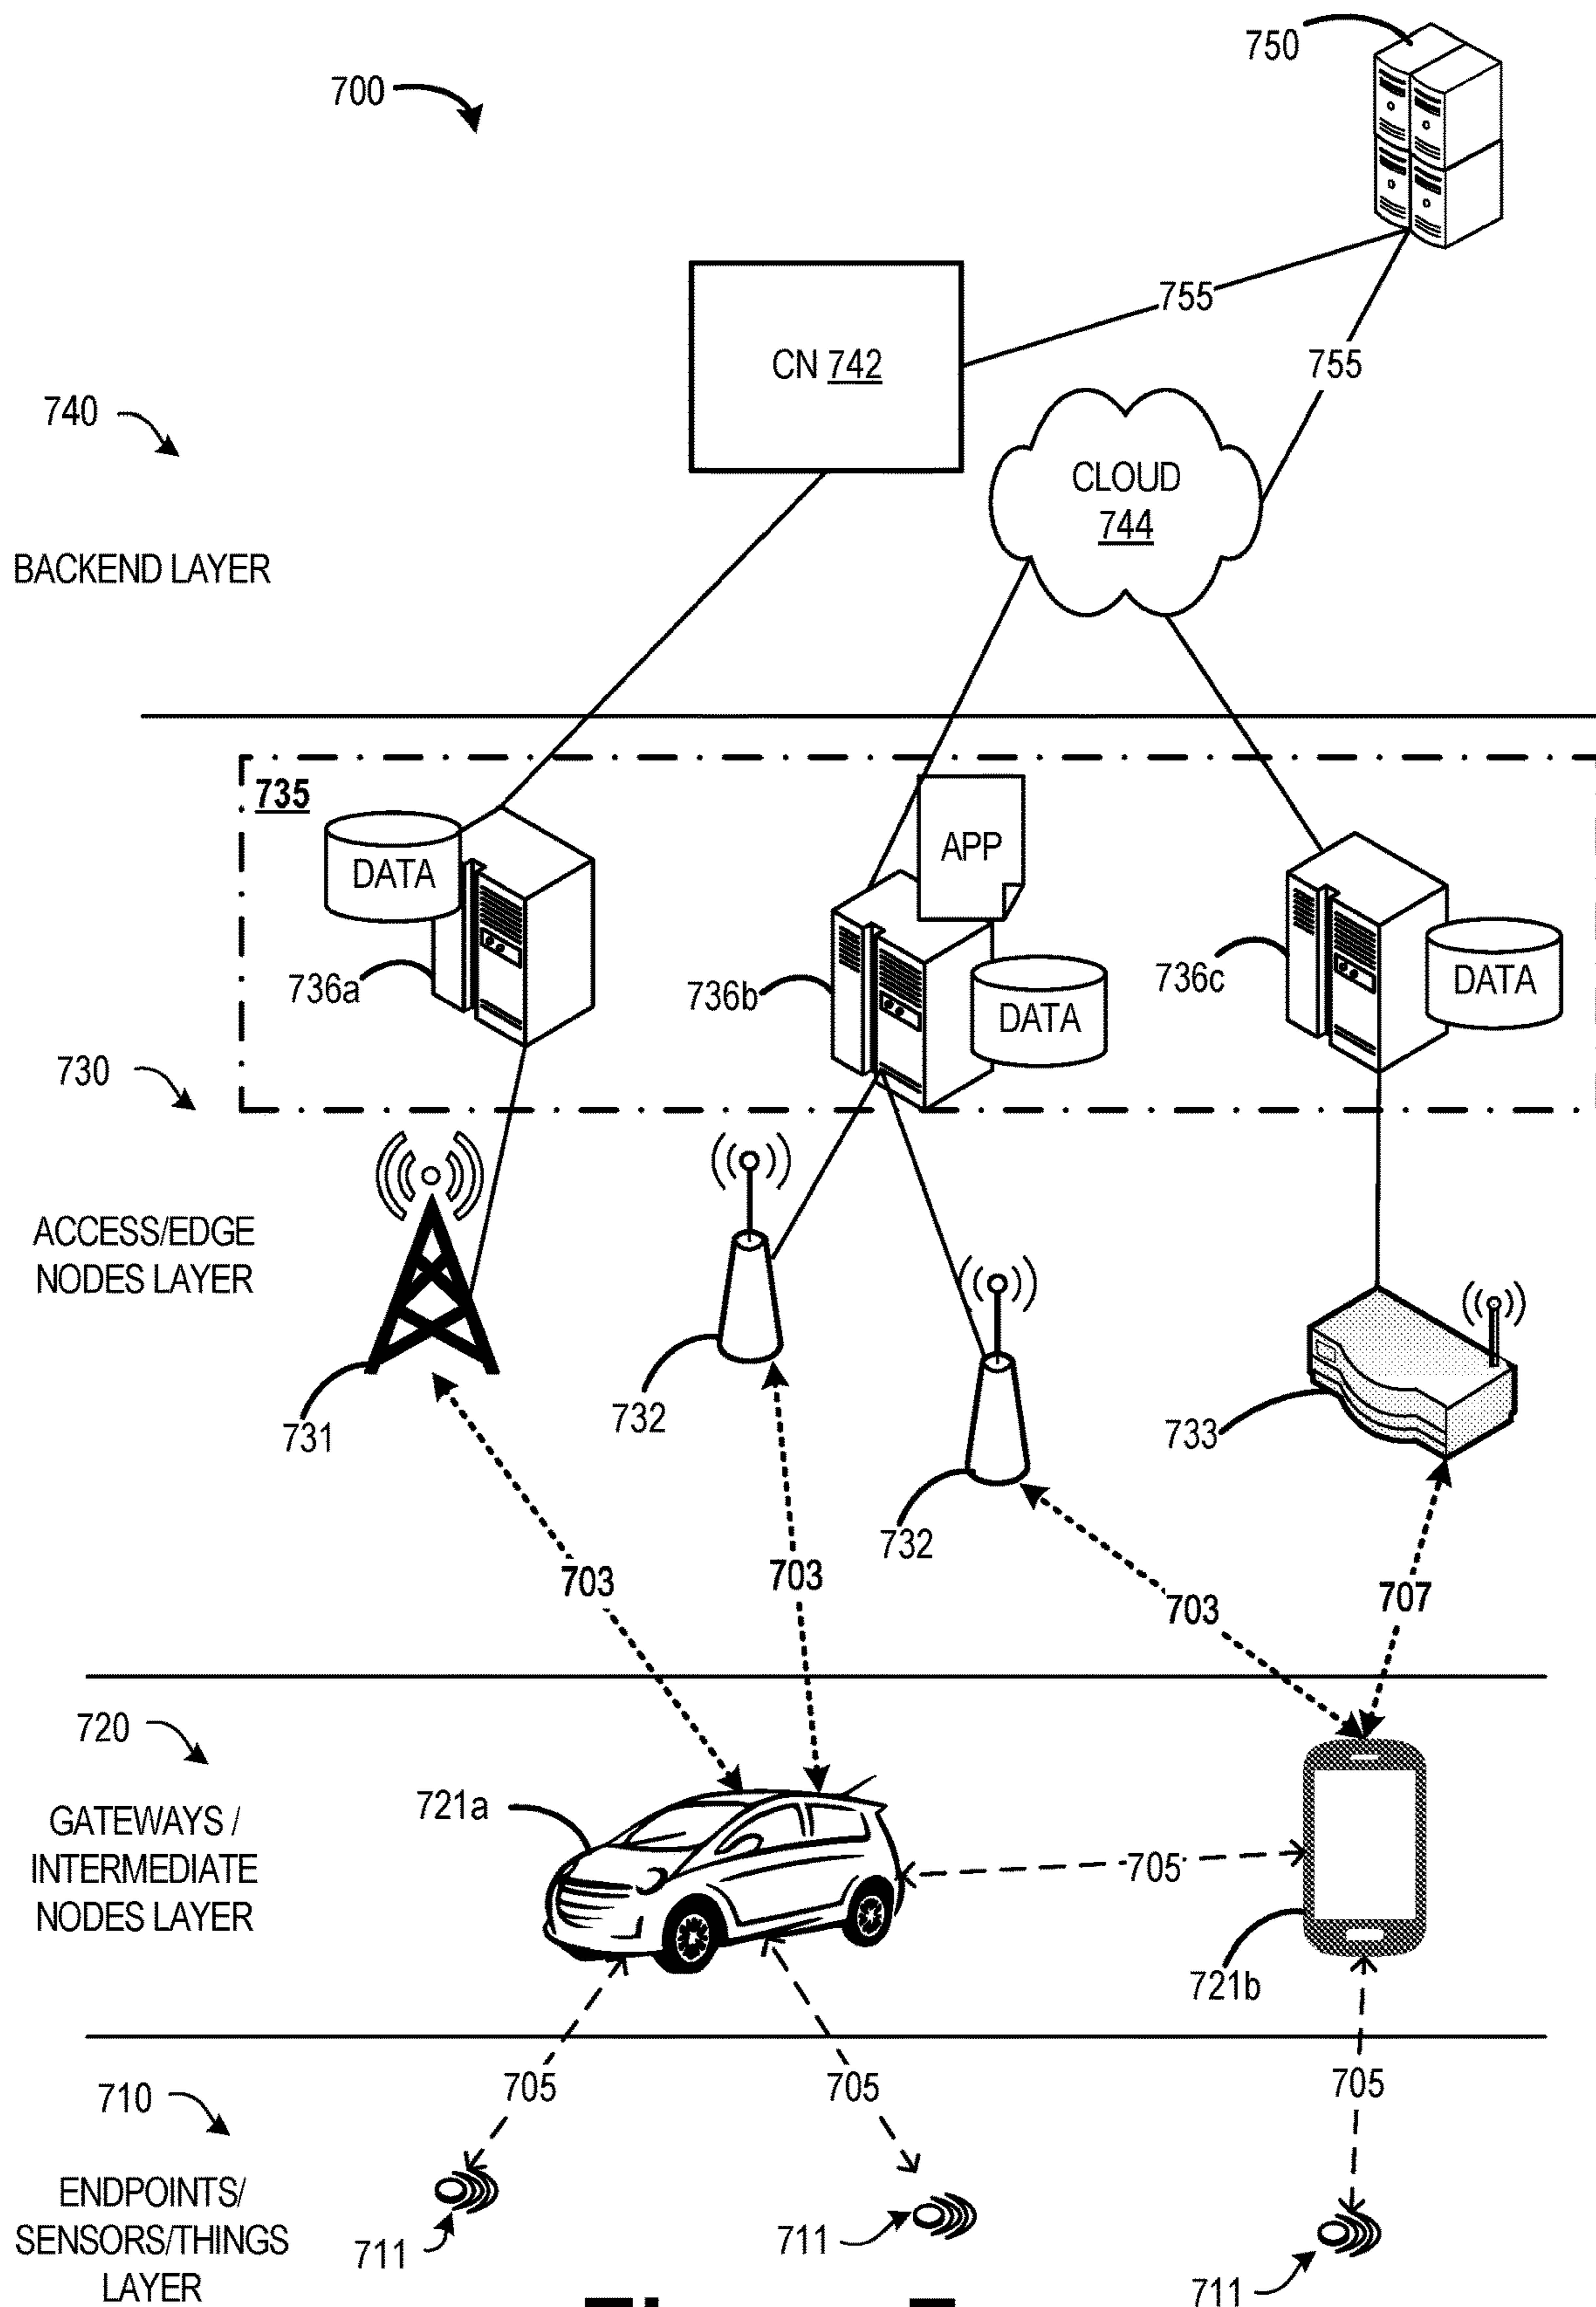 750
700
755
CN 742
755
740
CLOUD
744
BACKEND LAYER
735
DATA
APP
736a
736b
736c
DATA
DATA
730
ACCESS/EDGE
NODES LAYER
731
732
733
732
703
703
703
707
720
721a
GATEWAYS /
INTERMEDIATE
NODES LAYER
705
721b
705
705
705
710
ENDPOINTS/
SENSORS/THINGS
LAYER
711
711
711